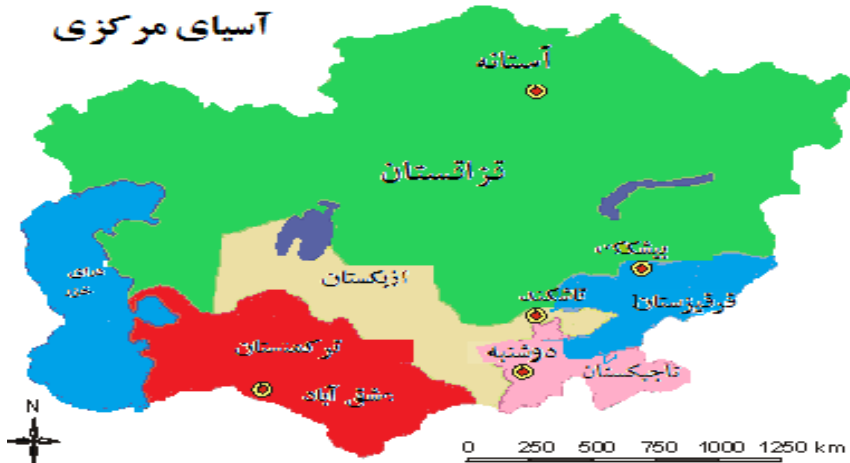 آسیای مرکزی
آستانه
قزاقستان
بیشکک
ازبکستان
تاشکند
قرقیزستان
ترکمنستان
دوشنبه
تاجیکستان
عشق آباد
N
0 250 500 750 1000 1250 km